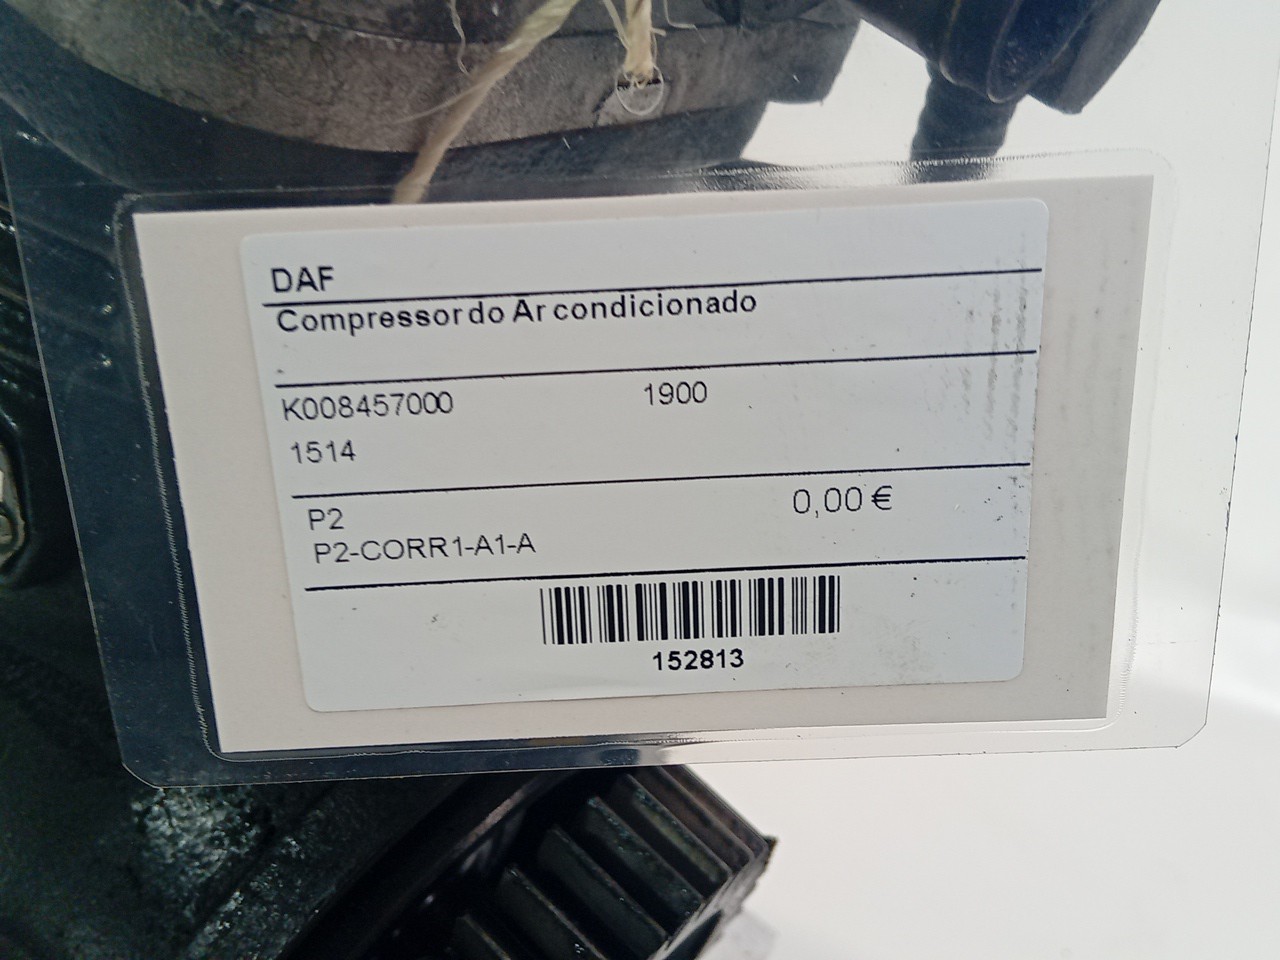 DAF
Compressor do Ar condicionado
.
K008457000 1900
1514
P2 0,00 €
P2-CORR1-A1-A
152813